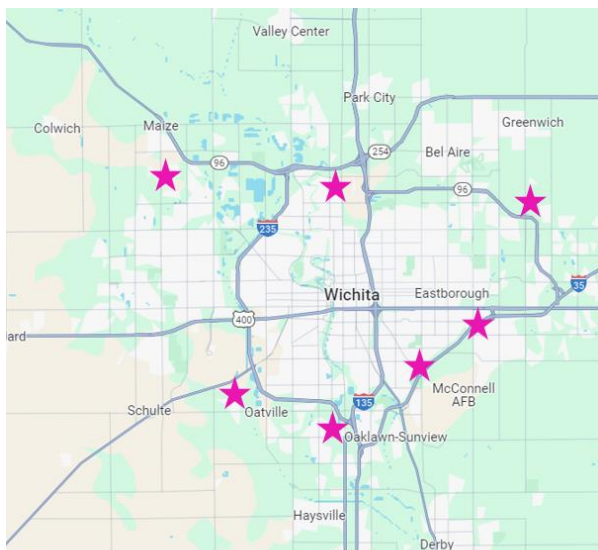 Valley Center
Park City
Greenwich
Colwich
Maize
Bel Aire
254
96
96
235
35
Wichita
Eastborough
400
ard
McConnell
AFB
135
Schulte
Oatville
Oaklawn-Sunview
Haysville
Derby